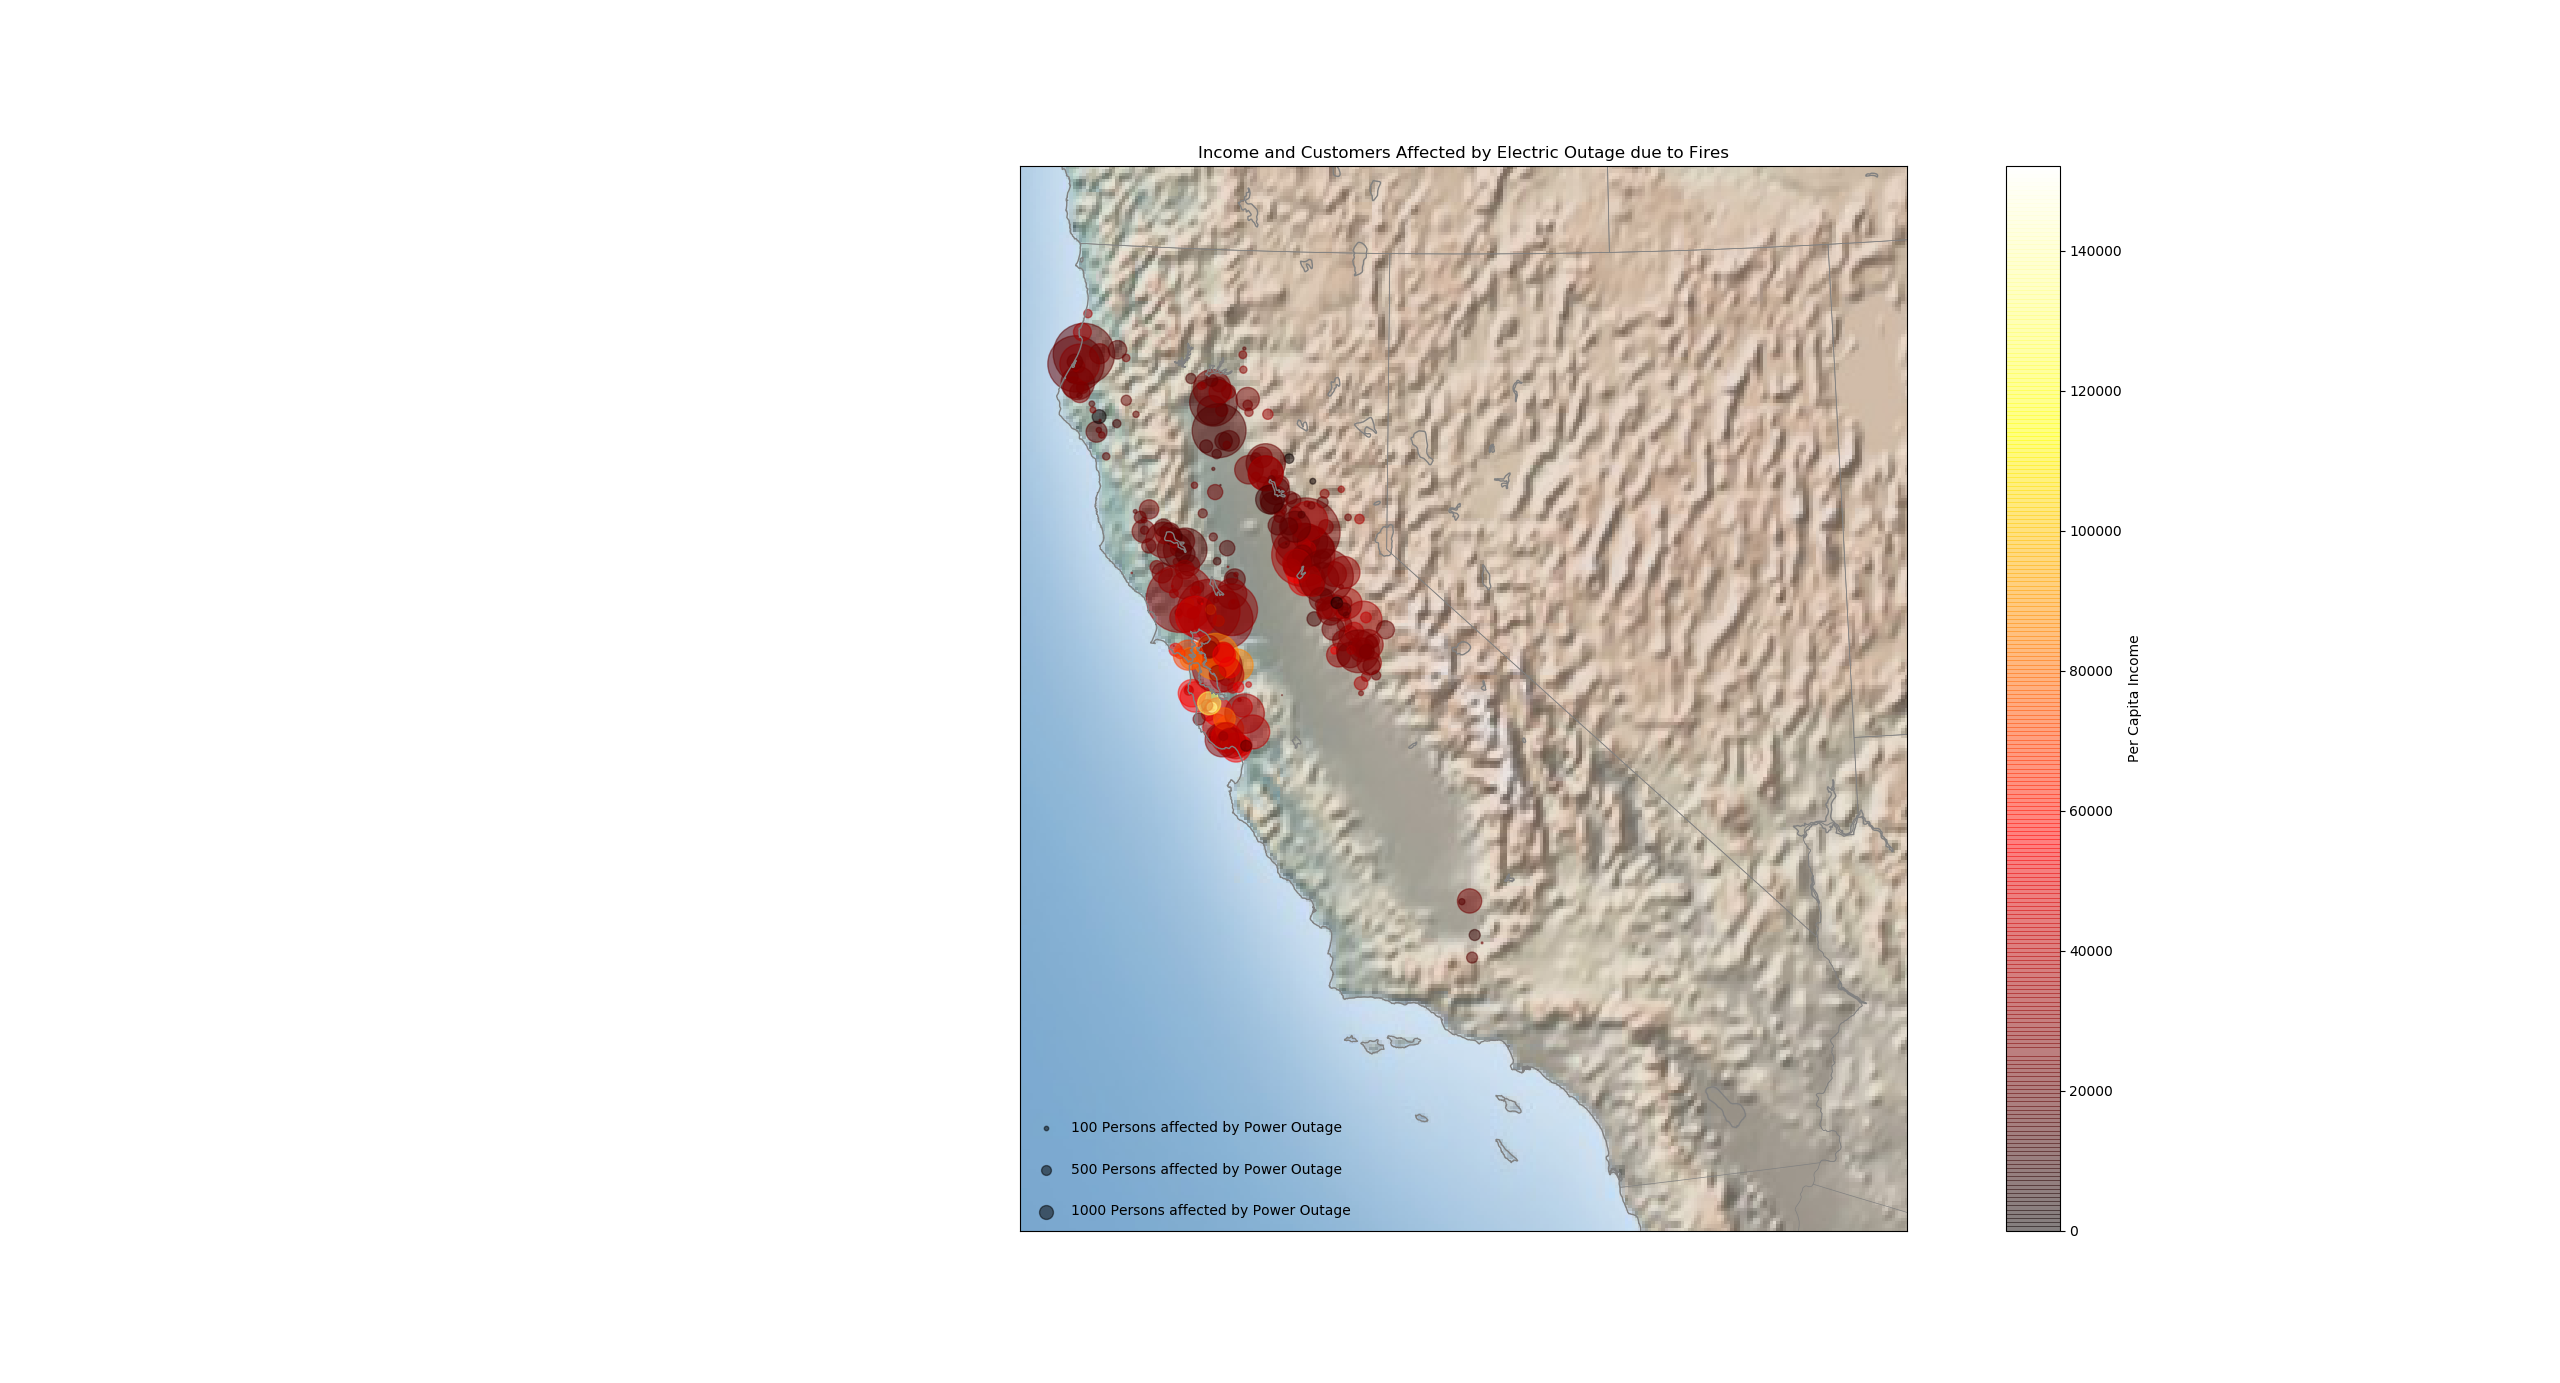 Income and Customers Affected by Electric Outage due to Fires
140000
120000
100000
80000
60000
40000
20000
0
Per Capita Income
100 Persons affected by Power Outage
500 Persons affected by Power Outage
1000 Persons affected by Power Outage